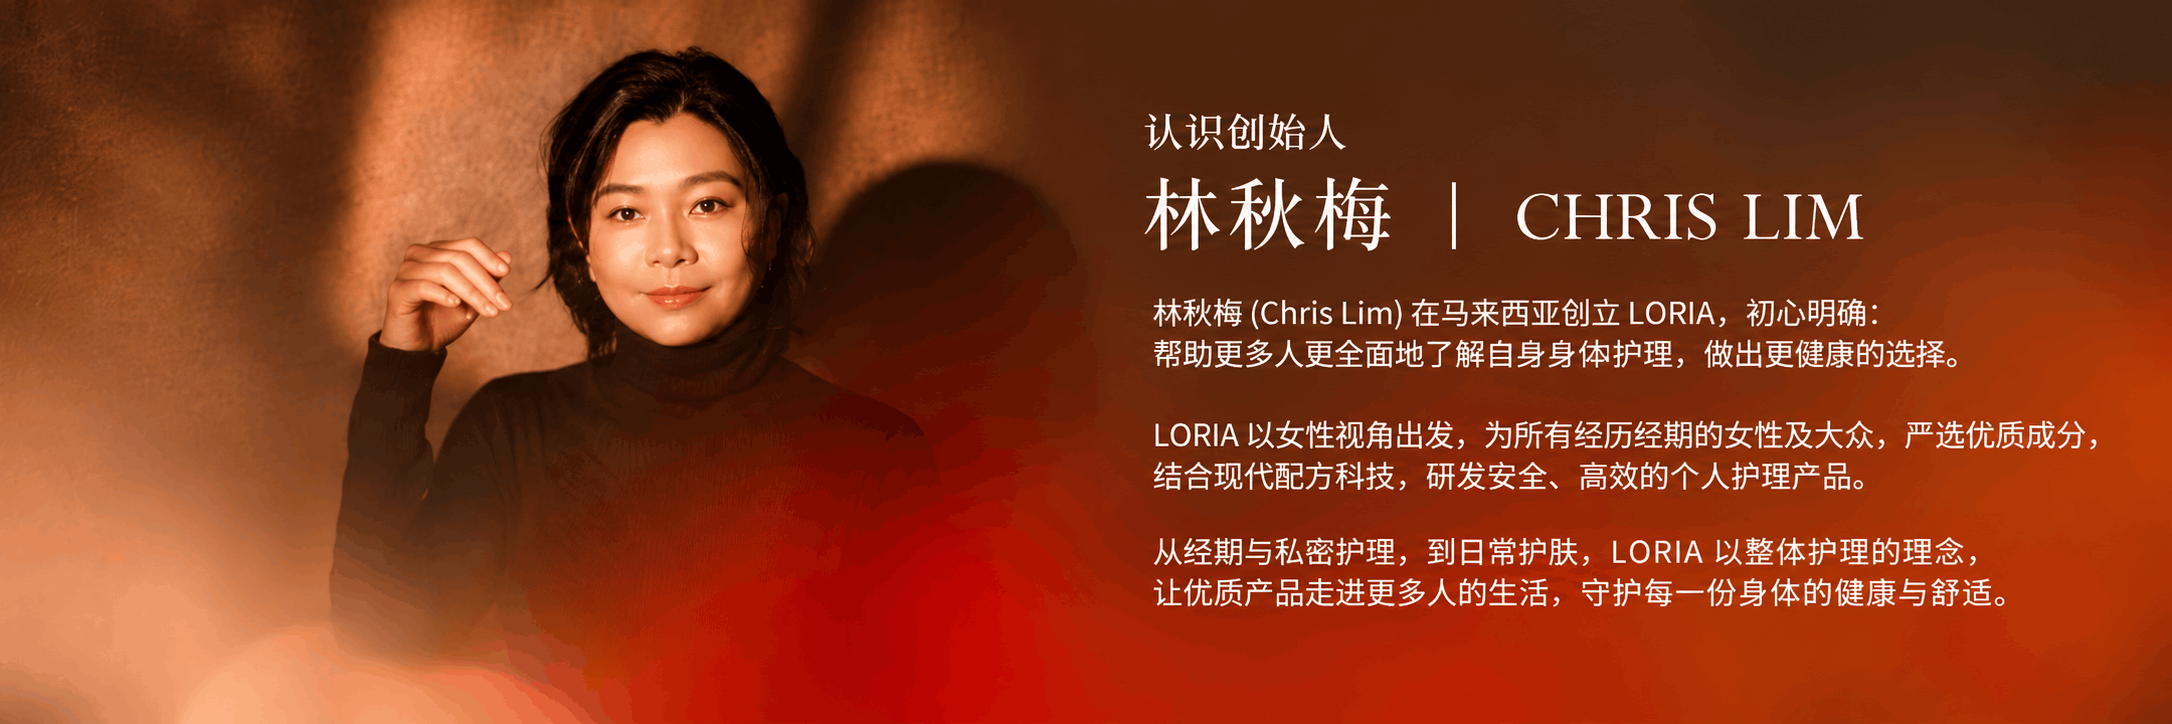 认识创始人
林秋梅 | CHRIS LIM
林秋梅 (Chris Lim) 在马来西亚创立 LORIA，初心明确：
帮助更多人更全面地了解自身身体护理，做出更健康的选择。
LORIA 以女性视角出发，为所有经历经期的女性及大众，严选优质成分，
结合现代配方科技，研发安全、高效的个人护理产品。
从经期与私密护理，到日常护肤，LORIA 以整体护理的理念，
让优质产品走进更多人的生活，守护每一份身体的健康与舒适。